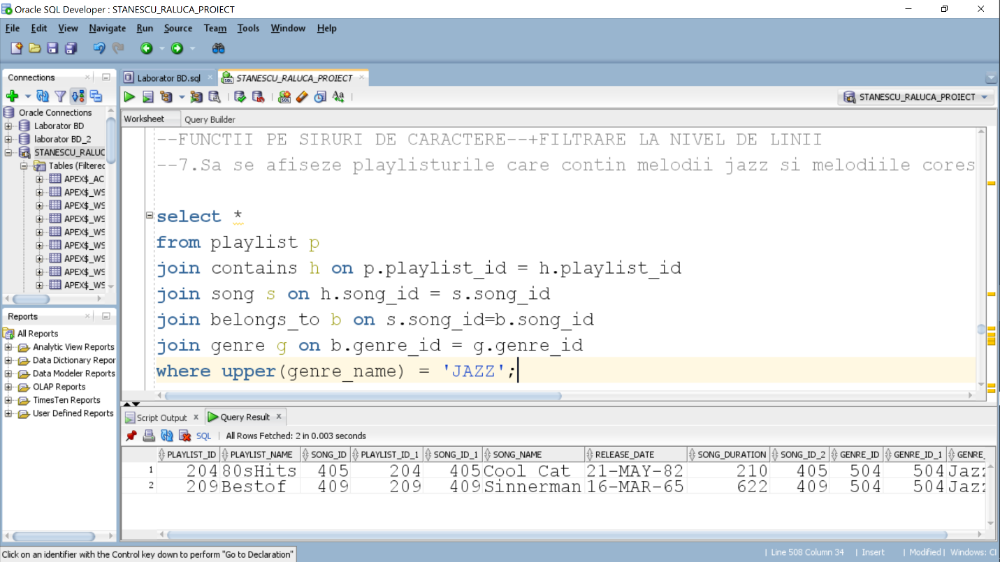 Oracle SQL Developer : STANESCU_RALUCA_PROIECT
File Edit View Navigate Run Source Team Tools Window Help
Connections
Oracle Connections
Laborator BD
laborator BD_2
STANESCU_RALUC
Tables (Filtered
APEX$_AC
APEX$_WS
APEX$_WS
APEX$_WS
APEX$_WS
APEX$_WS
APEX$_WS
APEX$_WS
APEX$_WS
Reports
All Reports
Analytic View Reports
Data Dictionary Repor
Data Modeler Reports
OLAP Reports
TimesTen Reports
User Defined Reports
Laborator BD.sql STANESCU_RALUCA_PROIECT
SQL Aa STANESCU_RALUCA_PROIECT
Worksheet Query Builder
--FUNCTII PE SIRURI DE CARACTERE--+FILTRARE LA NIVEL DE LINII
--7.Sa se afiseze playlisturile care contin melodii jazz si melodiile cores
select *
from playlist p
join contains h on p.playlist_id = h.playlist_id
join song s on h.song_id = s.song_id
join belongs_to b on s.song_id=b.song_id
join genre g on b.genre_id = g.genre_id
where upper(genre_name) = 'JAZZ';
Script Output x Query Result x
SQL | All Rows Fetched: 2 in 0.003 seconds
PLAYLIST_ID PLAYLIST_NAME SONG_ID PLAYLIST_ID_1 SONG_ID_1 SONG_NAME RELEASE_DATE SONG_DURATION SONG_ID_2 GENRE_ID GENRE_ID_1 GENRE_
1 204 80sHits 405 204 405 Cool Cat 21-MAY-82 210 405 504 504 Jazz
2 209 Bestof 409 209 409 Sinnerman 16-MAR-65 622 409 504 504 Jazz
Click on an identifier with the Control key down to perform "Go to Declaration"
| Line 508 Column 34 | Insert | Modified | Windows: Cl